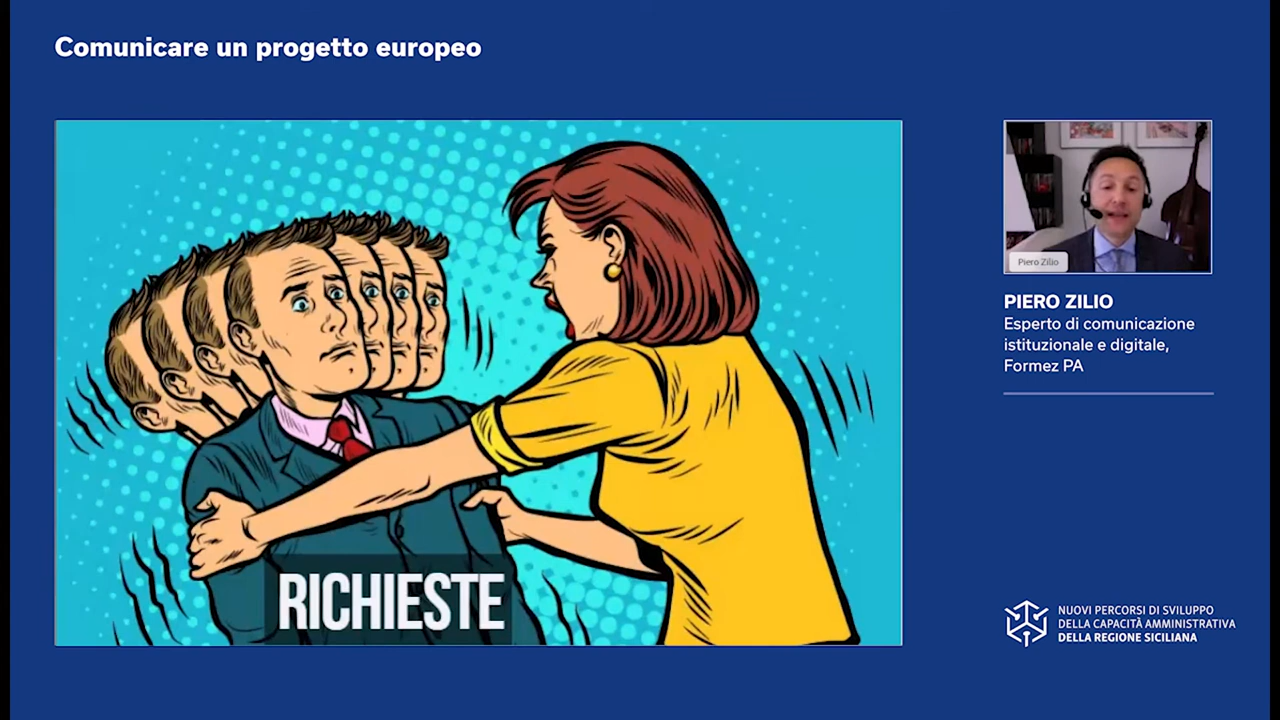 Comunicare un progetto europeo
RICHIESTE
Piero Zilio
PIERO ZILIO
Esperto di comunicazione
istituzionale e digitale,
Formez PA
NUOVI PERCORSI DI SVILUPPO
DELLA CAPACITÀ AMMINISTRATIVA
DELLA REGIONE SICILIANA